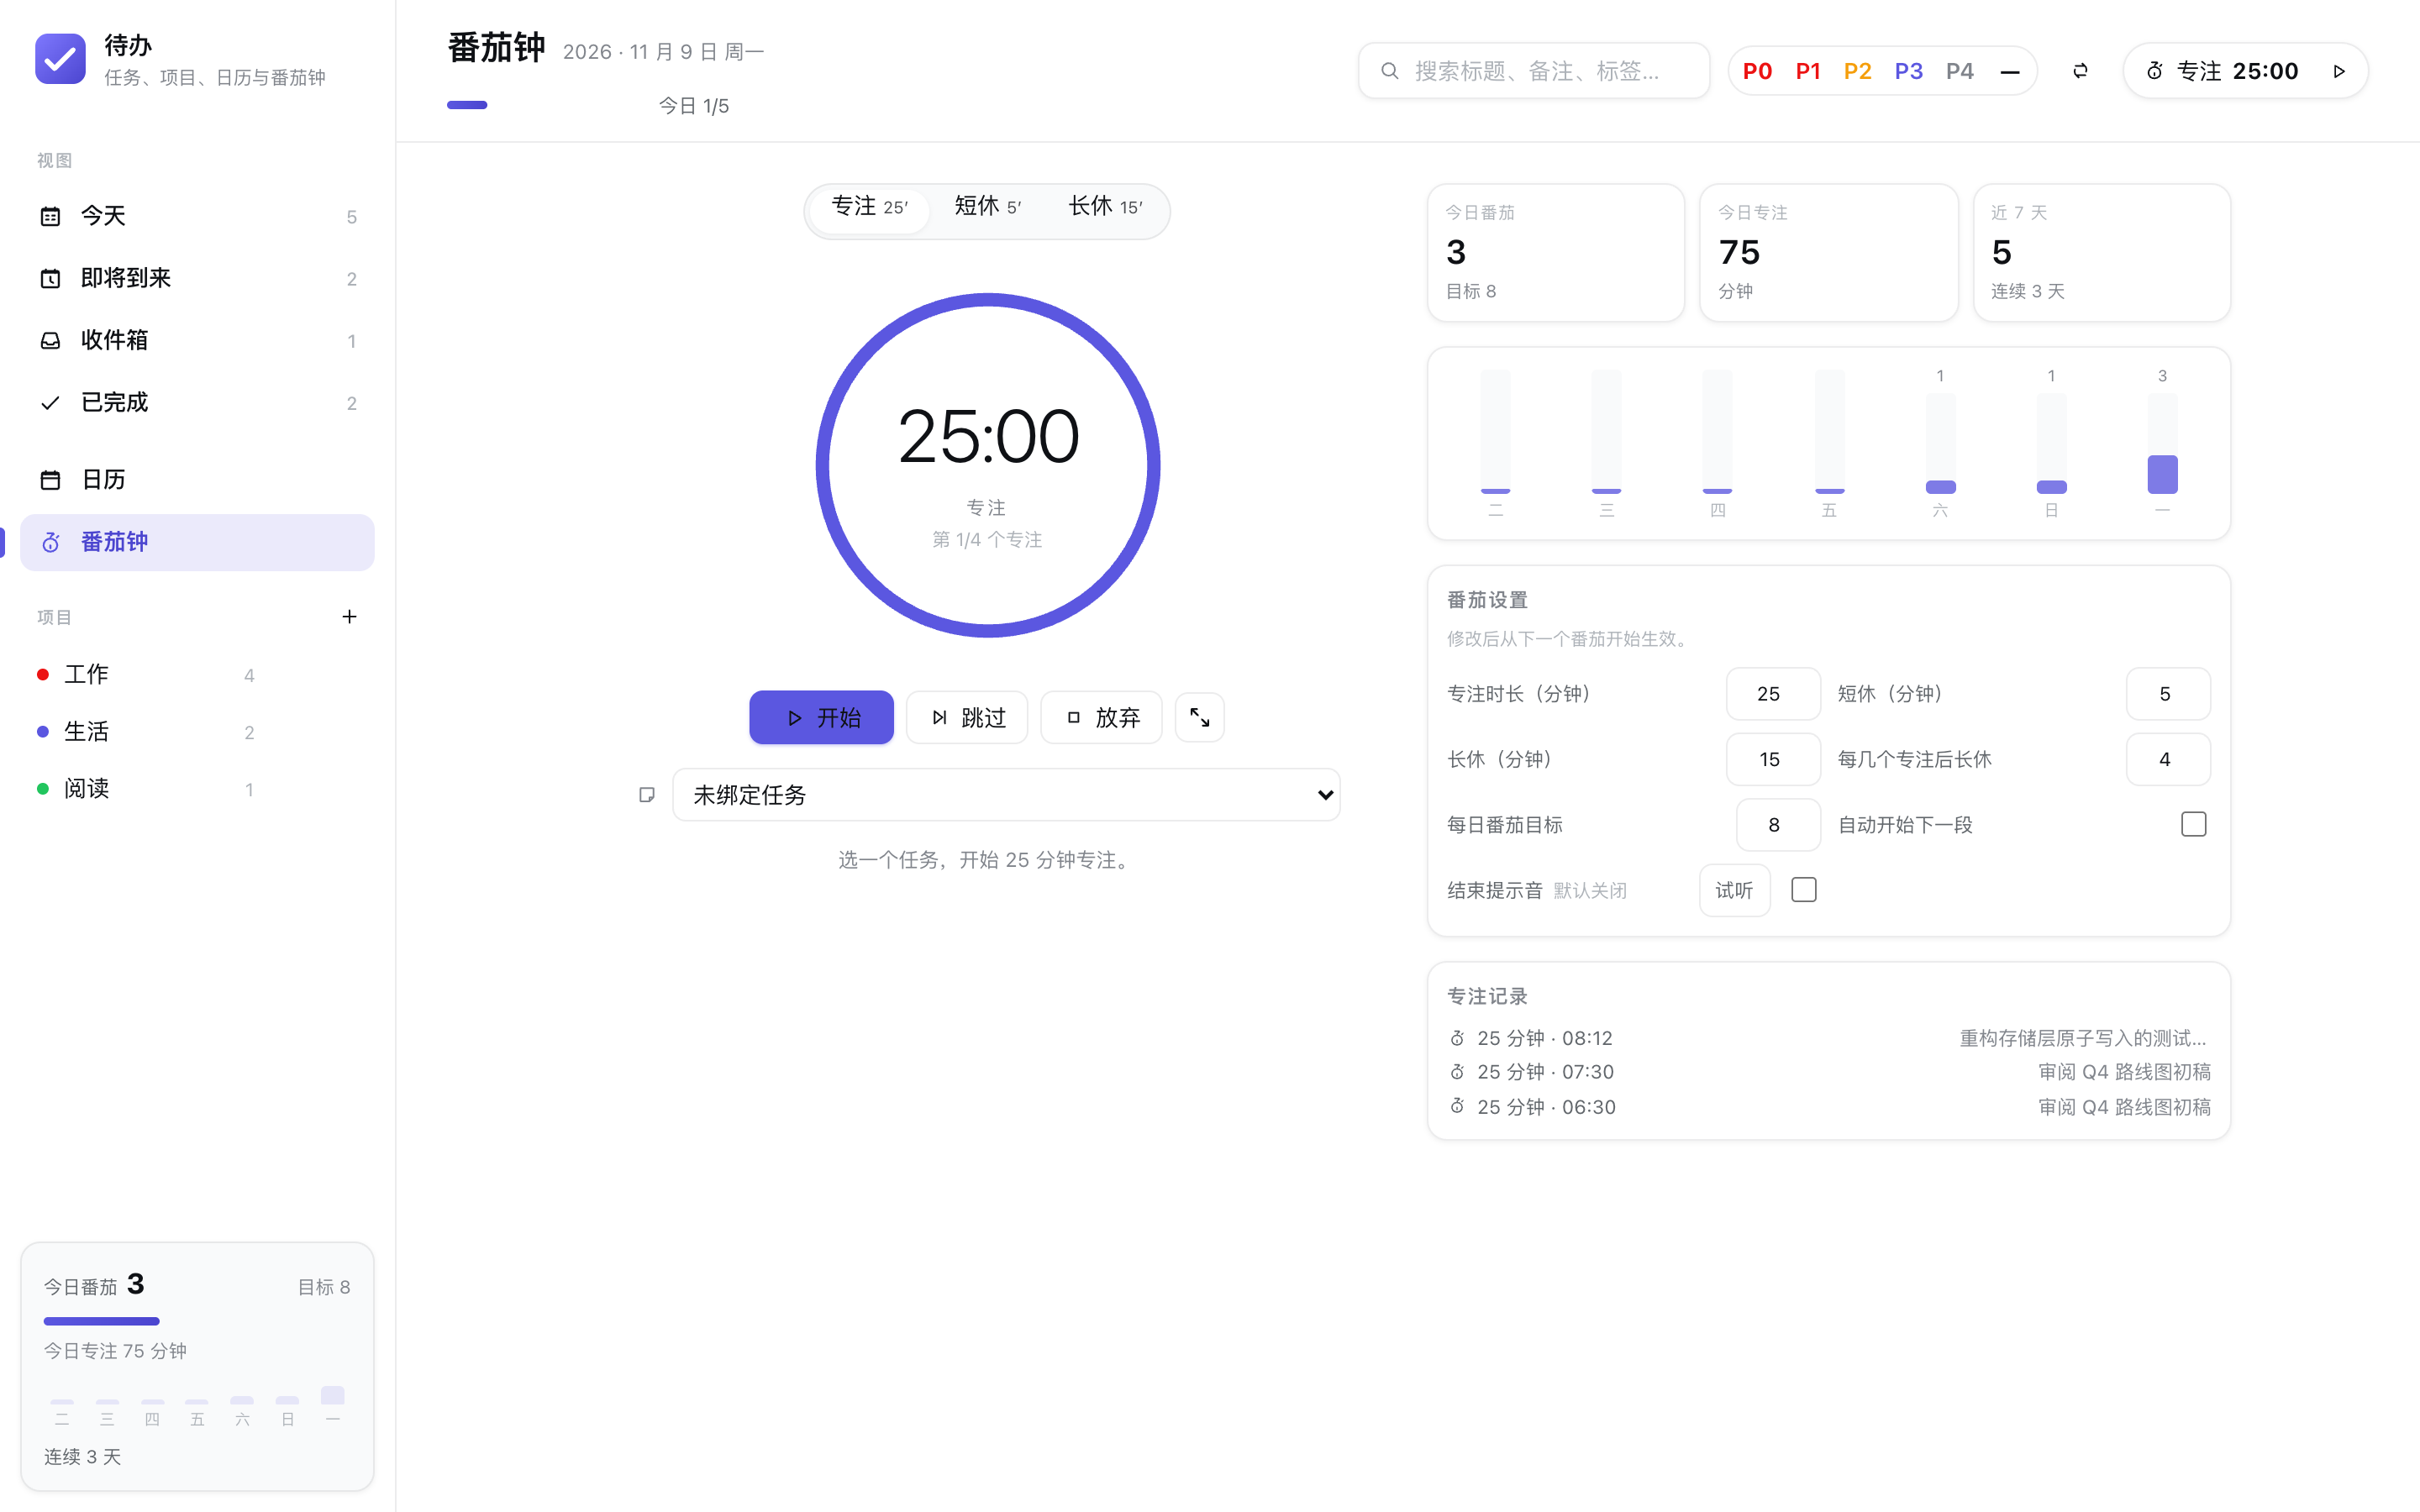 待办
任务、项目、日历与番茄钟
视图
今天 5
即将到来 2
收件箱 1
已完成 2
日历
番茄钟
项目
工作 4
生活 2
阅读 1
今日番茄 3 目标 8
今日专注 75 分钟
二 三 四 五 六 日 一
连续 3 天
番茄钟 2026 · 11 月 9 日 周一
今日 1/5
搜索标题、备注、标签...
P0 P1 P2 P3 P4 —
专注 25:00
专注 25′ 短休 5′ 长休 15′
25:00
专注
第 1/4 个专注
开始 跳过 放弃
未绑定任务
选一个任务，开始 25 分钟专注。
今日番茄
3
目标 8
今日专注
75
分钟
近 7 天
5
连续 3 天
1 1 3
二 三 四 五 六 日 一
番茄设置
修改后从下一个番茄开始生效。
专注时长（分钟） 25 短休（分钟） 5
长休（分钟） 15 每几个专注后长休 4
每日番茄目标 8 自动开始下一段
结束提示音 默认关闭 试听
专注记录
25 分钟 · 08:12 重构存储层原子写入的测试...
25 分钟 · 07:30 审阅 Q4 路线图初稿
25 分钟 · 06:30 审阅 Q4 路线图初稿